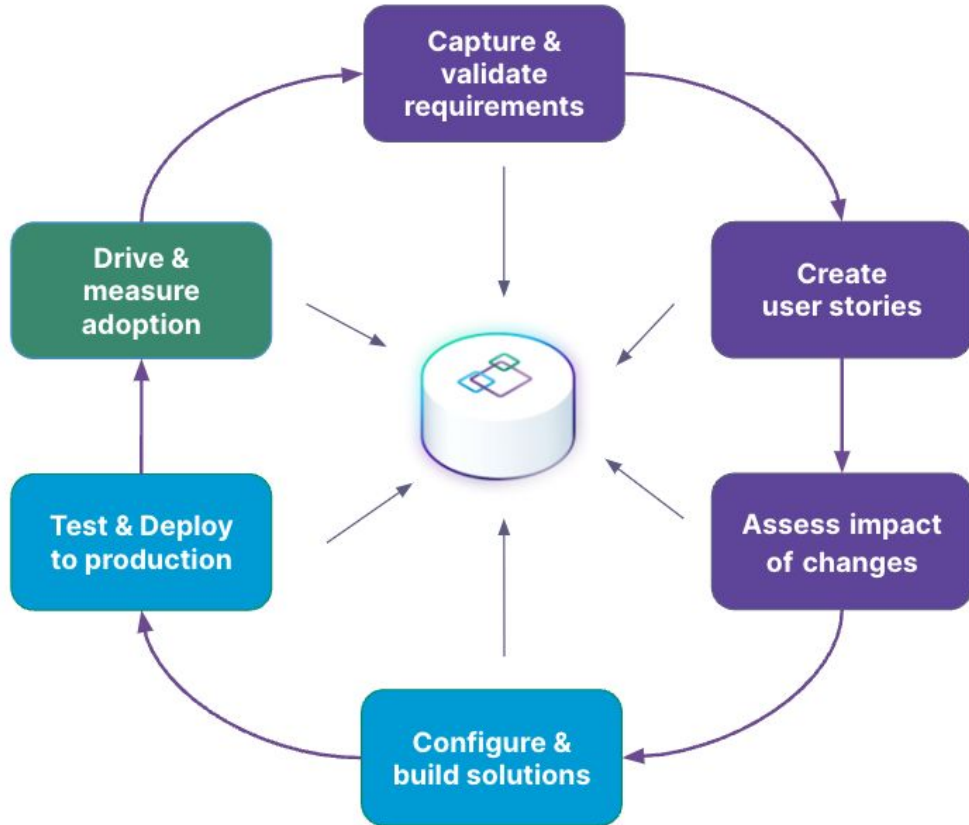 Capture &
validate
requirements
Create
user stories
Assess impact
of changes
Configure &
build solutions
Test & Deploy
to production
Drive &
measure
adoption